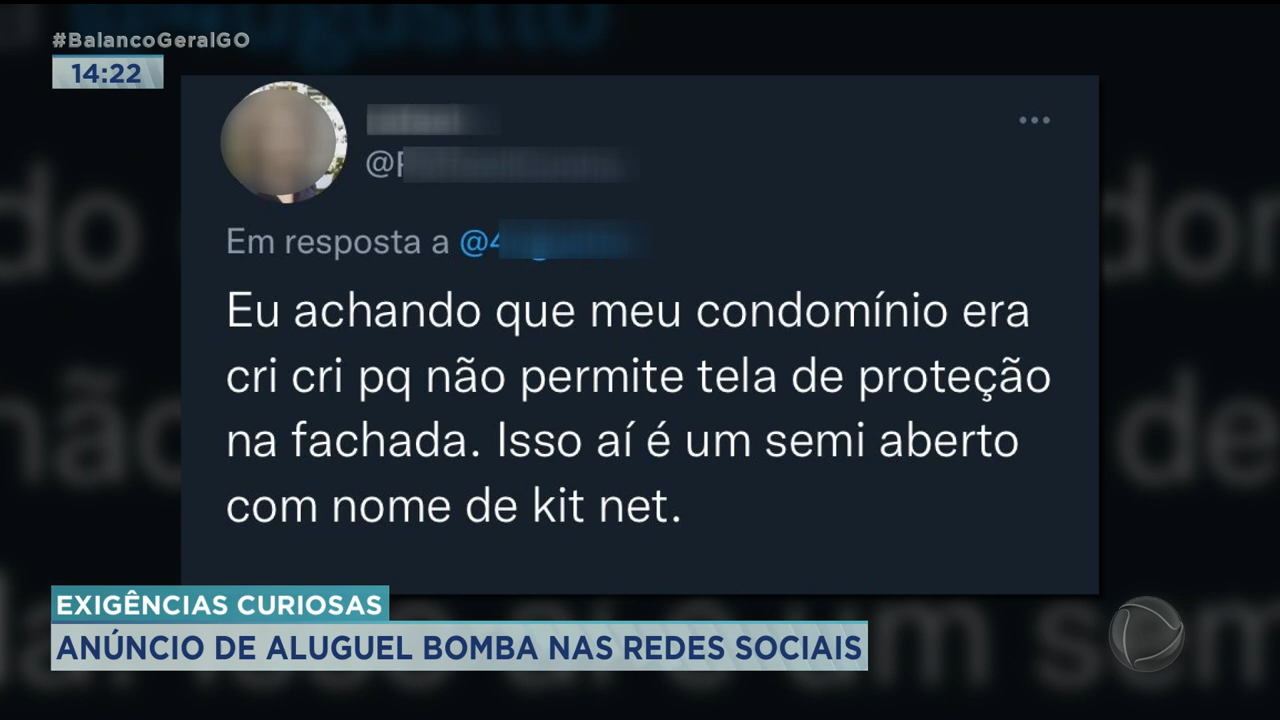 #BalancoGeralGO
14:22
Em resposta a
Eu achando que meu condomínio era
cri cri pq não permite tela de proteção
na fachada. Isso aí é um semi aberto
com nome de kit net.
EXIGÊNCIAS CURIOSAS
ANÚNCIO DE ALUGUEL BOMBA NAS REDES SOCIAIS